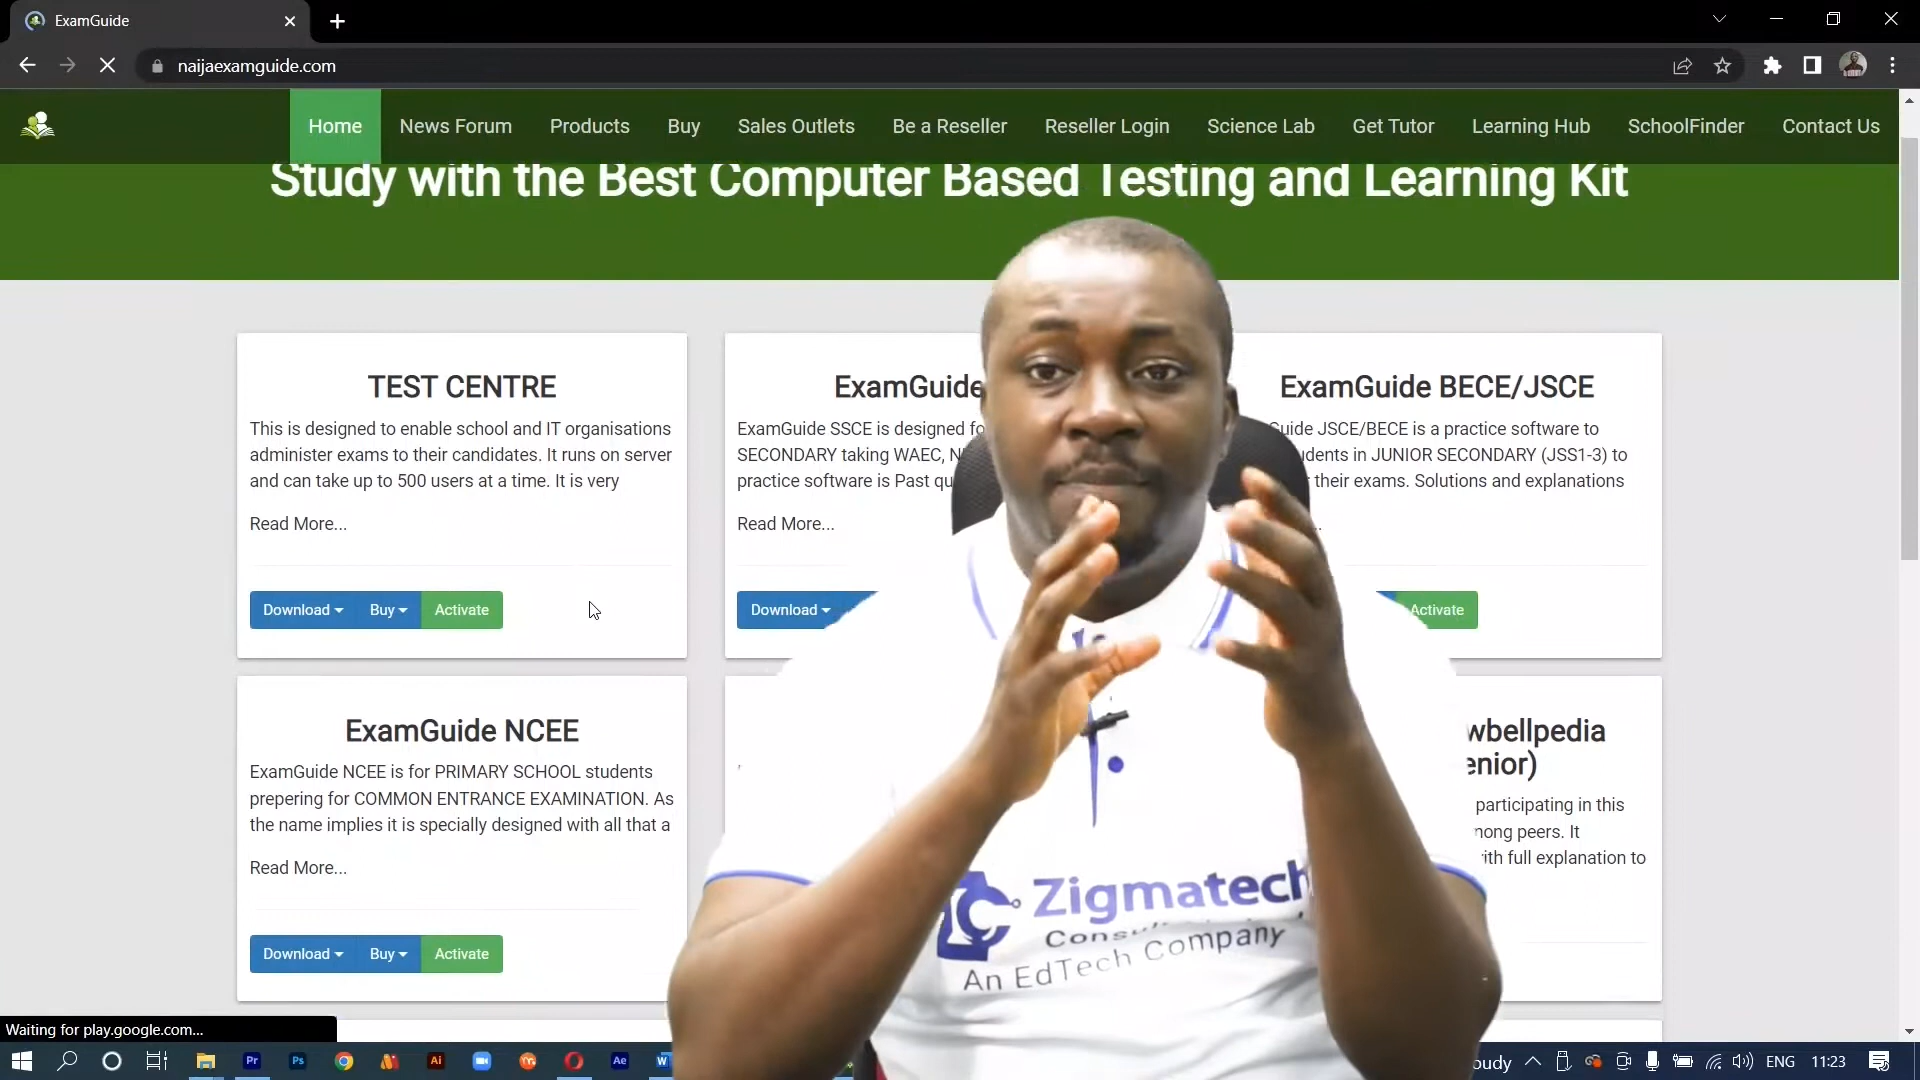 ExamGuide
naijaexamguide.com
Home News Forum Products Buy Sales Outlets Be a Reseller Reseller Login Science Lab Get Tutor Learning Hub SchoolFinder Contact Us
Study with the Best Computer Based Testing and Learning Kit
TEST CENTRE
This is designed to enable school and IT organisations
administer exams to their candidates. It runs on server
and can take up to 500 users at a time. It is very
Read More...
Download Buy Activate
ExamGuide
ExamGuide SSCE is designed
SECONDARY taking WAEC,
practice software is Past
Read More...
Download
ExamGuide BECE/JSCE
JSCE/BECE is a practice software to
in JUNIOR SECONDARY (JSS1-3) to
their exams. Solutions and explanations
Activate
ExamGuide NCEE
ExamGuide NCEE is for PRIMARY SCHOOL students
prepering for COMMON ENTRANCE EXAMINATION. As
the name implies it is specially designed with all that a
Read More...
Download Buy Activate
participating in this
peers. It
full explanation to
Zigmatech
An EdTech Company
Waiting for play.google.com...
Pr Ps Ai Ae W
ENG 11:23